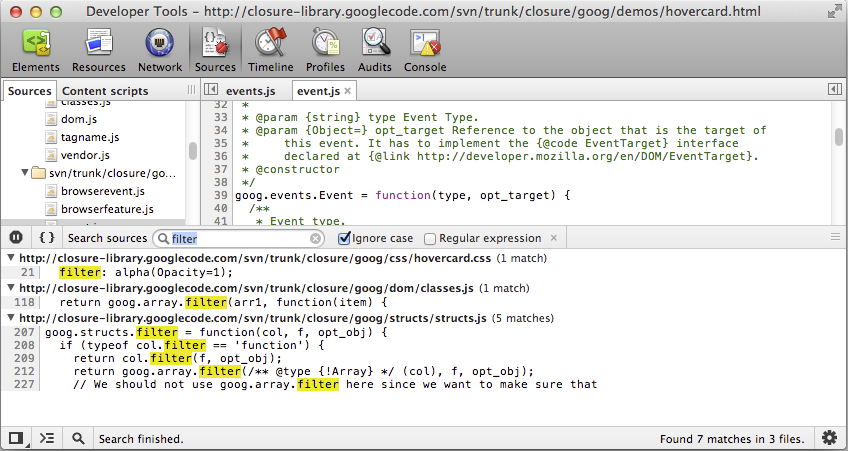 Developer Tools - http://closure-library.googlecode.com/svn/trunk/closure/goog/demos/hovercard.html
Elements Resources Network Sources Timeline Profiles Audits Console
Sources Content scripts events.js event.js ×
classes.js
dom.js
tagname.js
vendor.js
svn/trunk/closure/go...
browserevent.js
browserfeature.js
32 *
33 * @param {string} type Event Type.
34 * @param {Object=} opt_target Reference to the object that is the target of
35 *     this event. It has to implement the {@code EventTarget} interface
36 *     declared at {@link http://developer.mozilla.org/en/DOM/EventTarget}.
37 * @constructor
38 */
39 goog.events.Event = function(type, opt_target) {
40 /**
41 * Event type.
{ } Search sources filter Ignore case Regular expression ×
http://closure-library.googlecode.com/svn/trunk/closure/goog/css/hovercard.css (1 match)
21 filter: alpha(Opacity=1);
http://closure-library.googlecode.com/svn/trunk/closure/goog/dom/classes.js (1 match)
118 return goog.array.filter(arr1, function(item) {
http://closure-library.googlecode.com/svn/trunk/closure/goog/structs/structs.js (5 matches)
207 goog.structs.filter = function(col, f, opt_obj) {
208 if (typeof col.filter == 'function') {
209 return col.filter(f, opt_obj);
212 return goog.array.filter(/** @type {!Array} */ (col), f, opt_obj);
227 // We should not use goog.array.filter here since we want to make sure that
Search finished. Found 7 matches in 3 files.